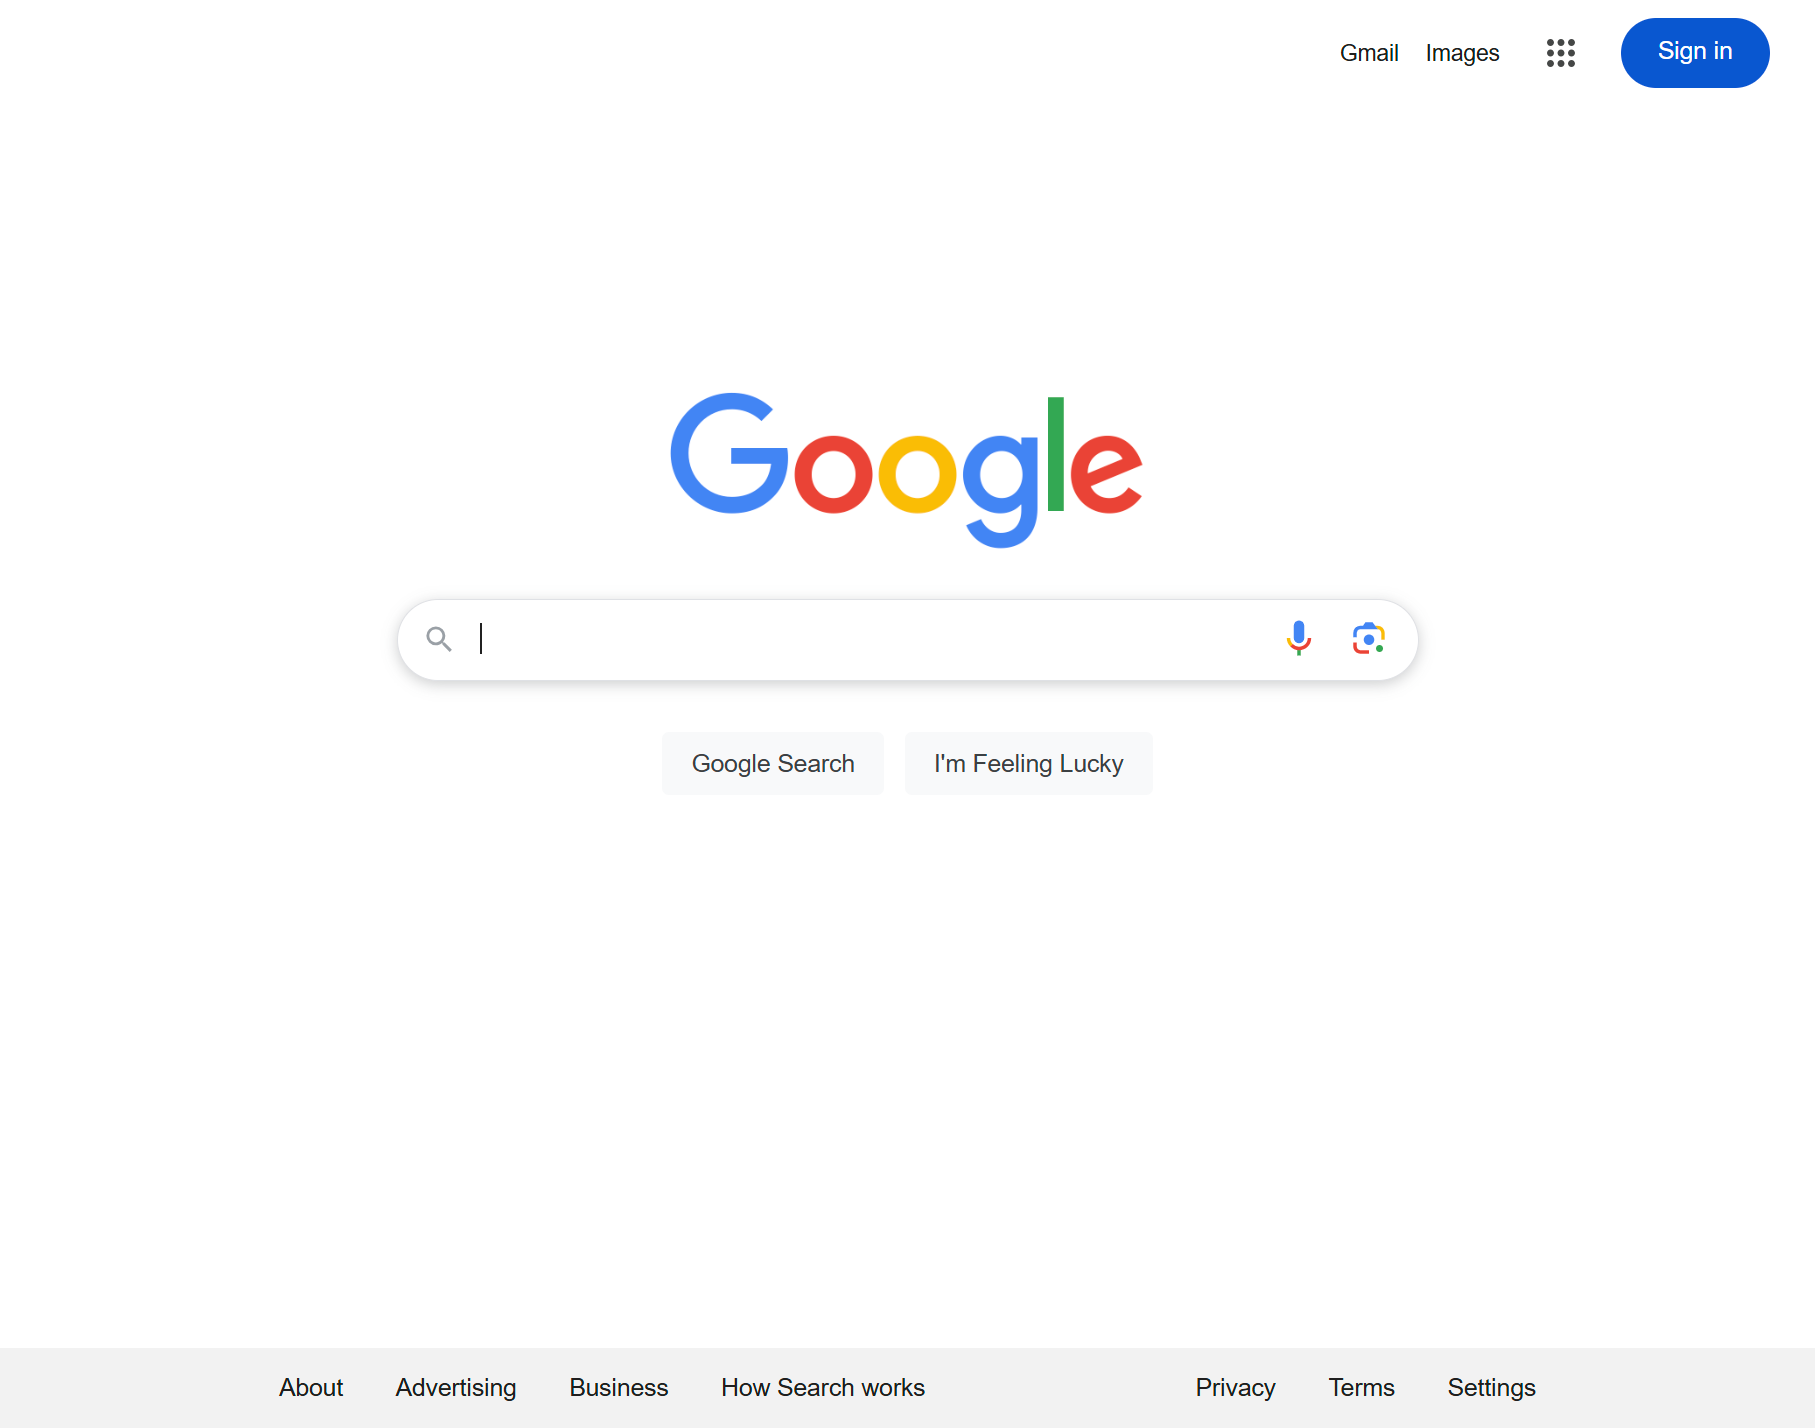 Gmail Images Sign in
Google
Google Search I'm Feeling Lucky
About Advertising Business How Search works Privacy Terms Settings